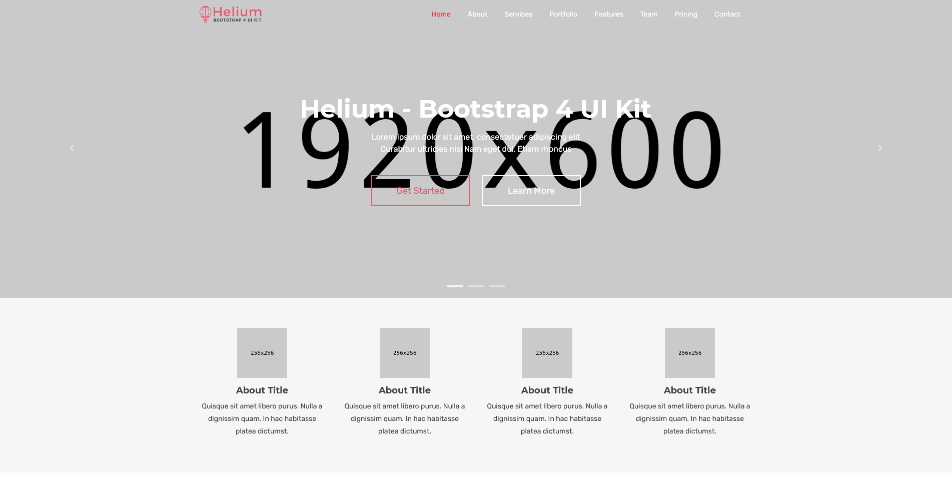 Helium
BOOTSTRAP 4 UI KIT
Home About Services Portfolio Features Team Pricing Contact
1920x600
Helium - Bootstrap 4 UI Kit
Lorem ipsum dolor sit amet, consectetuer adipiscing elit.
Curabitur ultricies nisi Nam eget dui. Etiam rhoncus
Get Started Learn More
256x256 256x256 256x256 256x256
About Title About Title About Title About Title
Quisque sit amet libero purus. Nulla a Quisque sit amet libero purus. Nulla a Quisque sit amet libero purus. Nulla a Quisque sit amet libero purus. Nulla a
dignissim quam. In hac habitasse dignissim quam. In hac habitasse dignissim quam. In hac habitasse dignissim quam. In hac habitasse
platea dictumst. platea dictumst. platea dictumst. platea dictumst.